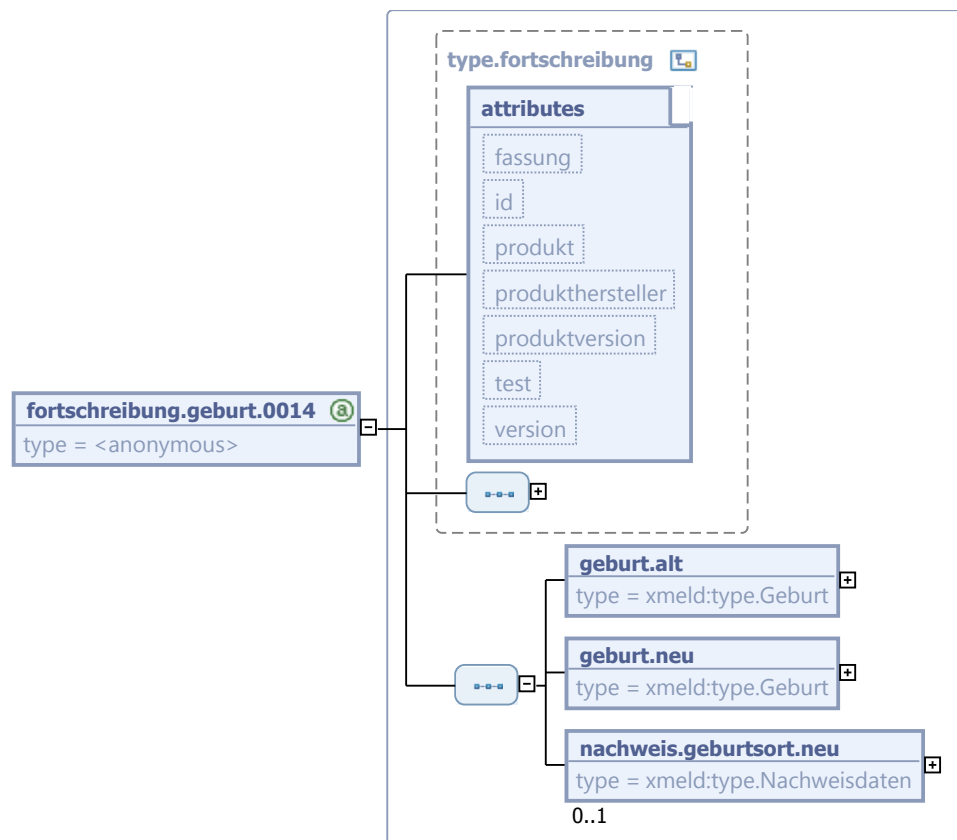 type.fortschreibung
attributes
fassung
id
produkt
produkthersteller
produktversion
test
version
fortschreibung.geburt.0014 a
type = <anonymous>
geburt.alt
type = xmeld:type.Geburt
geburt.neu
type = xmeld:type.Geburt
nachweis.geburtsort.neu
type = xmeld:type.Nachweisdaten
0..1